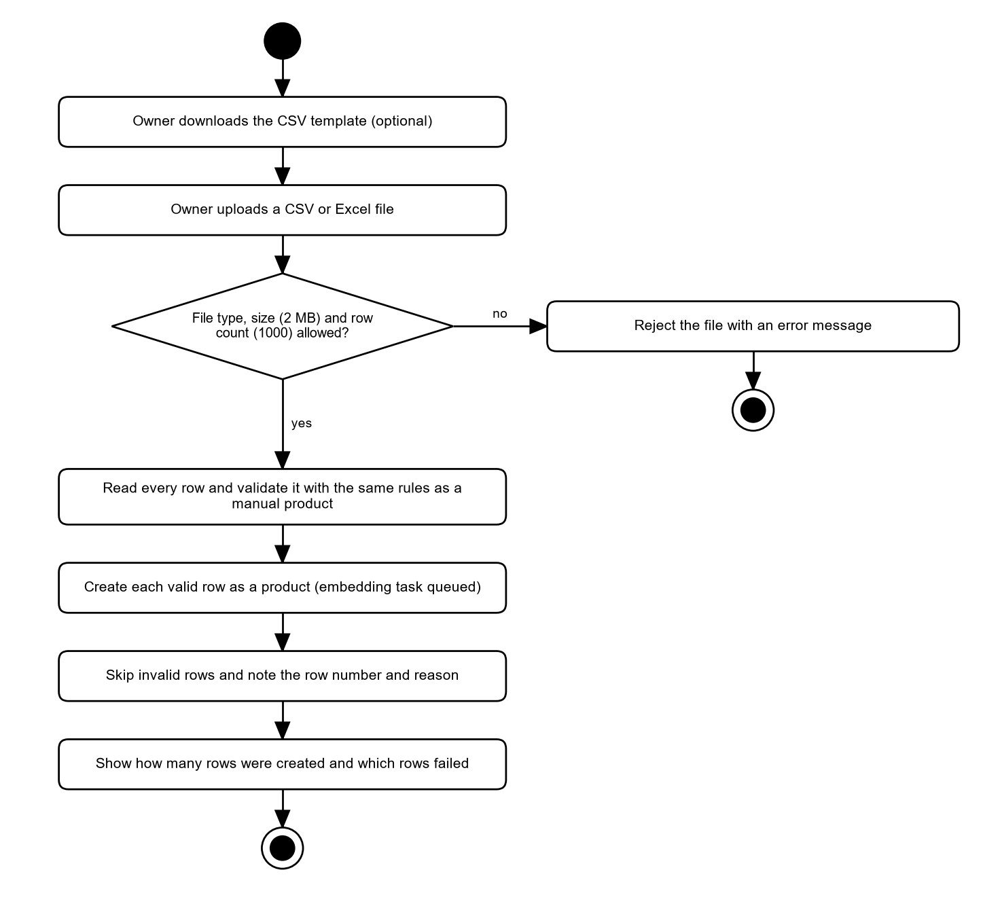 Owner downloads the CSV template (optional)
Owner uploads a CSV or Excel file
File type, size (2 MB) and row
count (1000) allowed?
no
Reject the file with an error message
yes
Read every row and validate it with the same rules as a
manual product
Create each valid row as a product (embedding task queued)
Skip invalid rows and note the row number and reason
Show how many rows were created and which rows failed